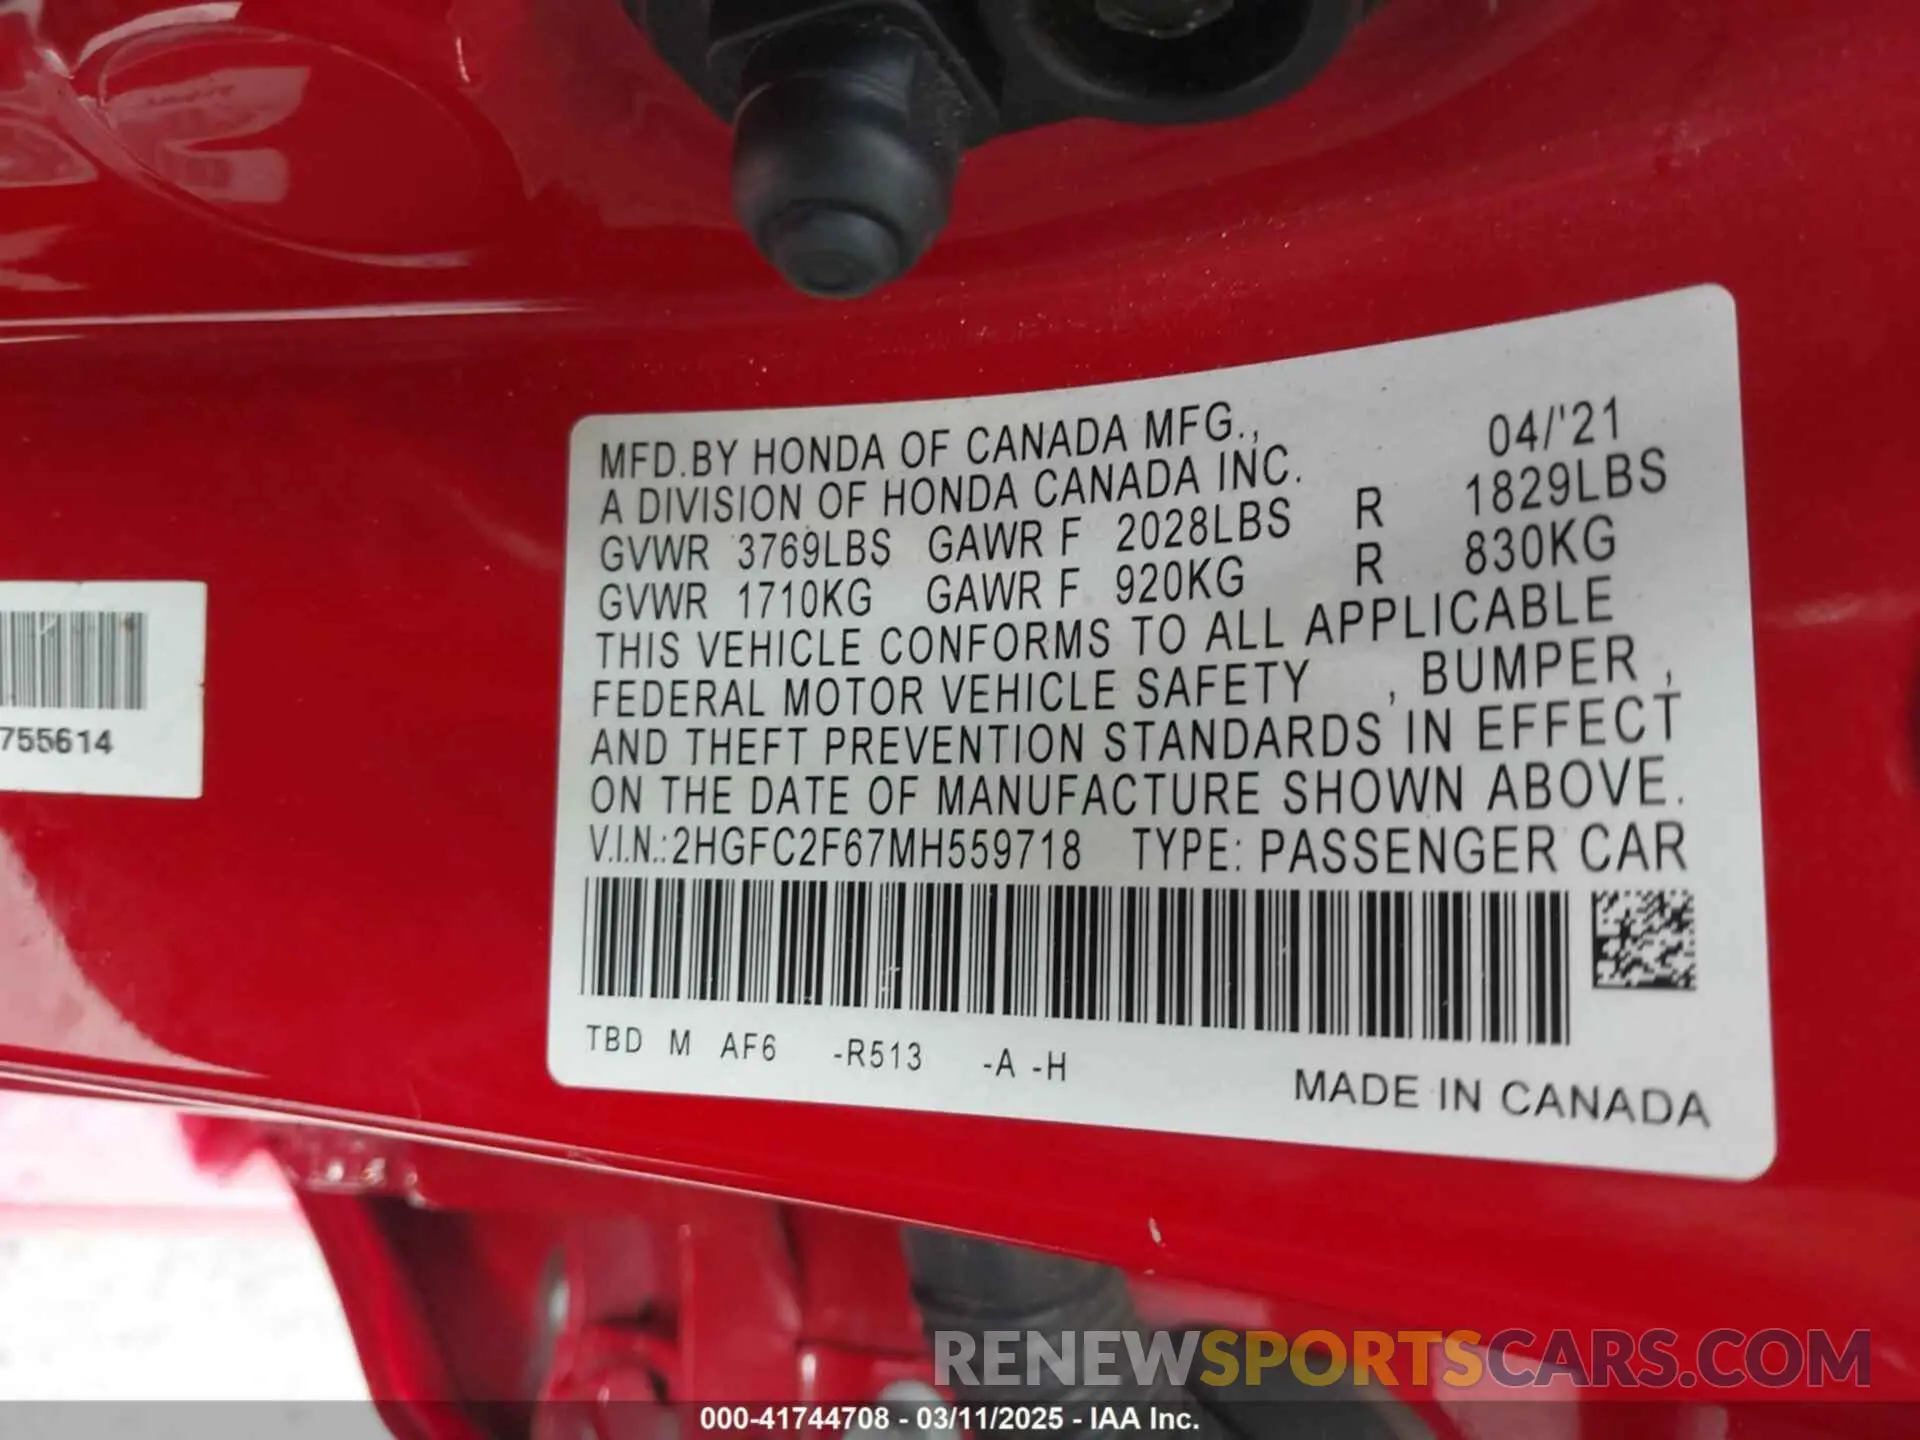 MFD.BY HONDA OF CANADA MFG., 04/'21
A DIVISION OF HONDA CANADA INC.
GVWR 3769LBS GAWR F 2028LBS R 1829LBS
GVWR 1710KG GAWR F 920KG R 830KG
THIS VEHICLE CONFORMS TO ALL APPLICABLE
FEDERAL MOTOR VEHICLE SAFETY , BUMPER ,
AND THEFT PREVENTION STANDARDS IN EFFECT
ON THE DATE OF MANUFACTURE SHOWN ABOVE.
V.I.N.:2HGFC2F67MH559718 TYPE: PASSENGER CAR
TBD M AF6 -R513 -A -H
MADE IN CANADA
755614
RENEWSPORTSCARS.COM
000-41744708 - 03/11/2025 - IAA Inc.